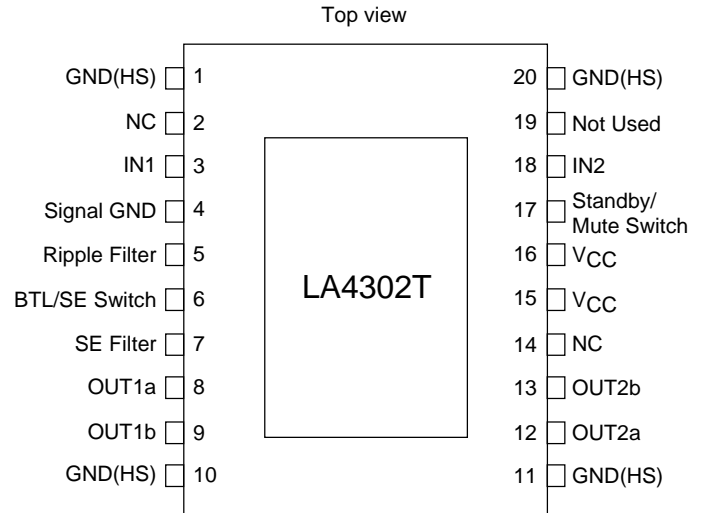 Top view
GND(HS) 1 20 GND(HS)
NC 2 19 Not Used
IN1 3 18 IN2
Signal GND 4 17 Standby/
Mute Switch
Ripple Filter 5 16 VCC
BTL/SE Switch 6 15 VCC
LA4302T
SE Filter 7 14 NC
OUT1a 8 13 OUT2b
OUT1b 9 12 OUT2a
GND(HS) 10 11 GND(HS)